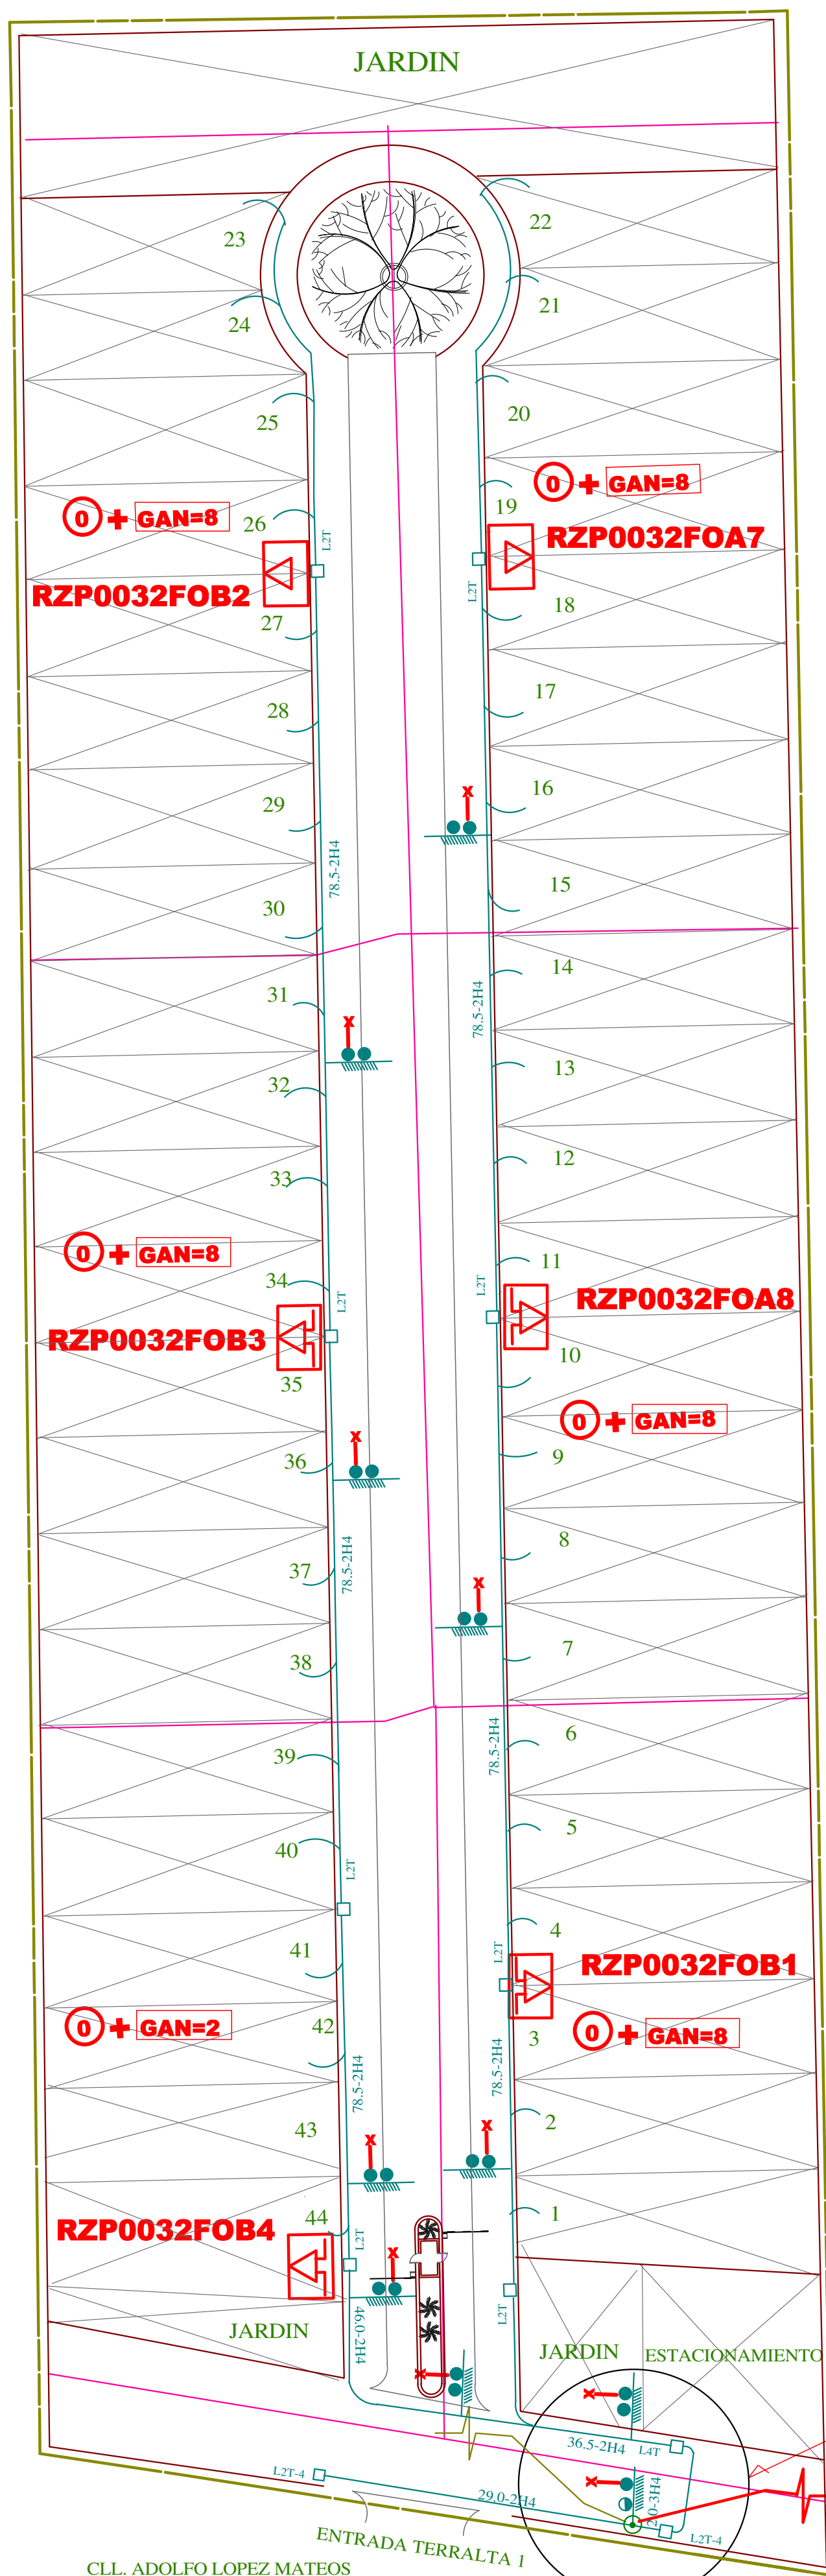 JARDIN
22
23
21
24
20
25
0 + GAN=8
19
0 + GAN=8
26
RZP0032FOA7
L2T
RZP0032FOB2
L2T
18
27
17
28
16
x
29
78.5-2H4
15
30
14
31
78.5-2H4
x
13
32
12
33
0 + GAN=8
11
34
L2T
L2T
RZP0032FOA8
RZP0032FOB3
10
35
0 + GAN=8
x
9
36
8
78.5-2H4
37
x
7
38
6
78.5-2H4
39
5
40
L2T
4
41
L2T
RZP0032FOB1
0 + GAN=2
42
0 + GAN=8
3
78.5-2H4
78.5-2H4
2
43
x
x
1
44
RZP0032FOB4
L2T
x
L2T
JARDIN
46.0-2H4
JARDIN
ESTACIONAMIENTO
x
x
36.5-2H4
L4T
L2T-4
x
29.0-2H4
2.0-3H4
L2T-4
ENTRADA TERRALTA 1
CLL. ADOLFO LOPEZ MATEOS